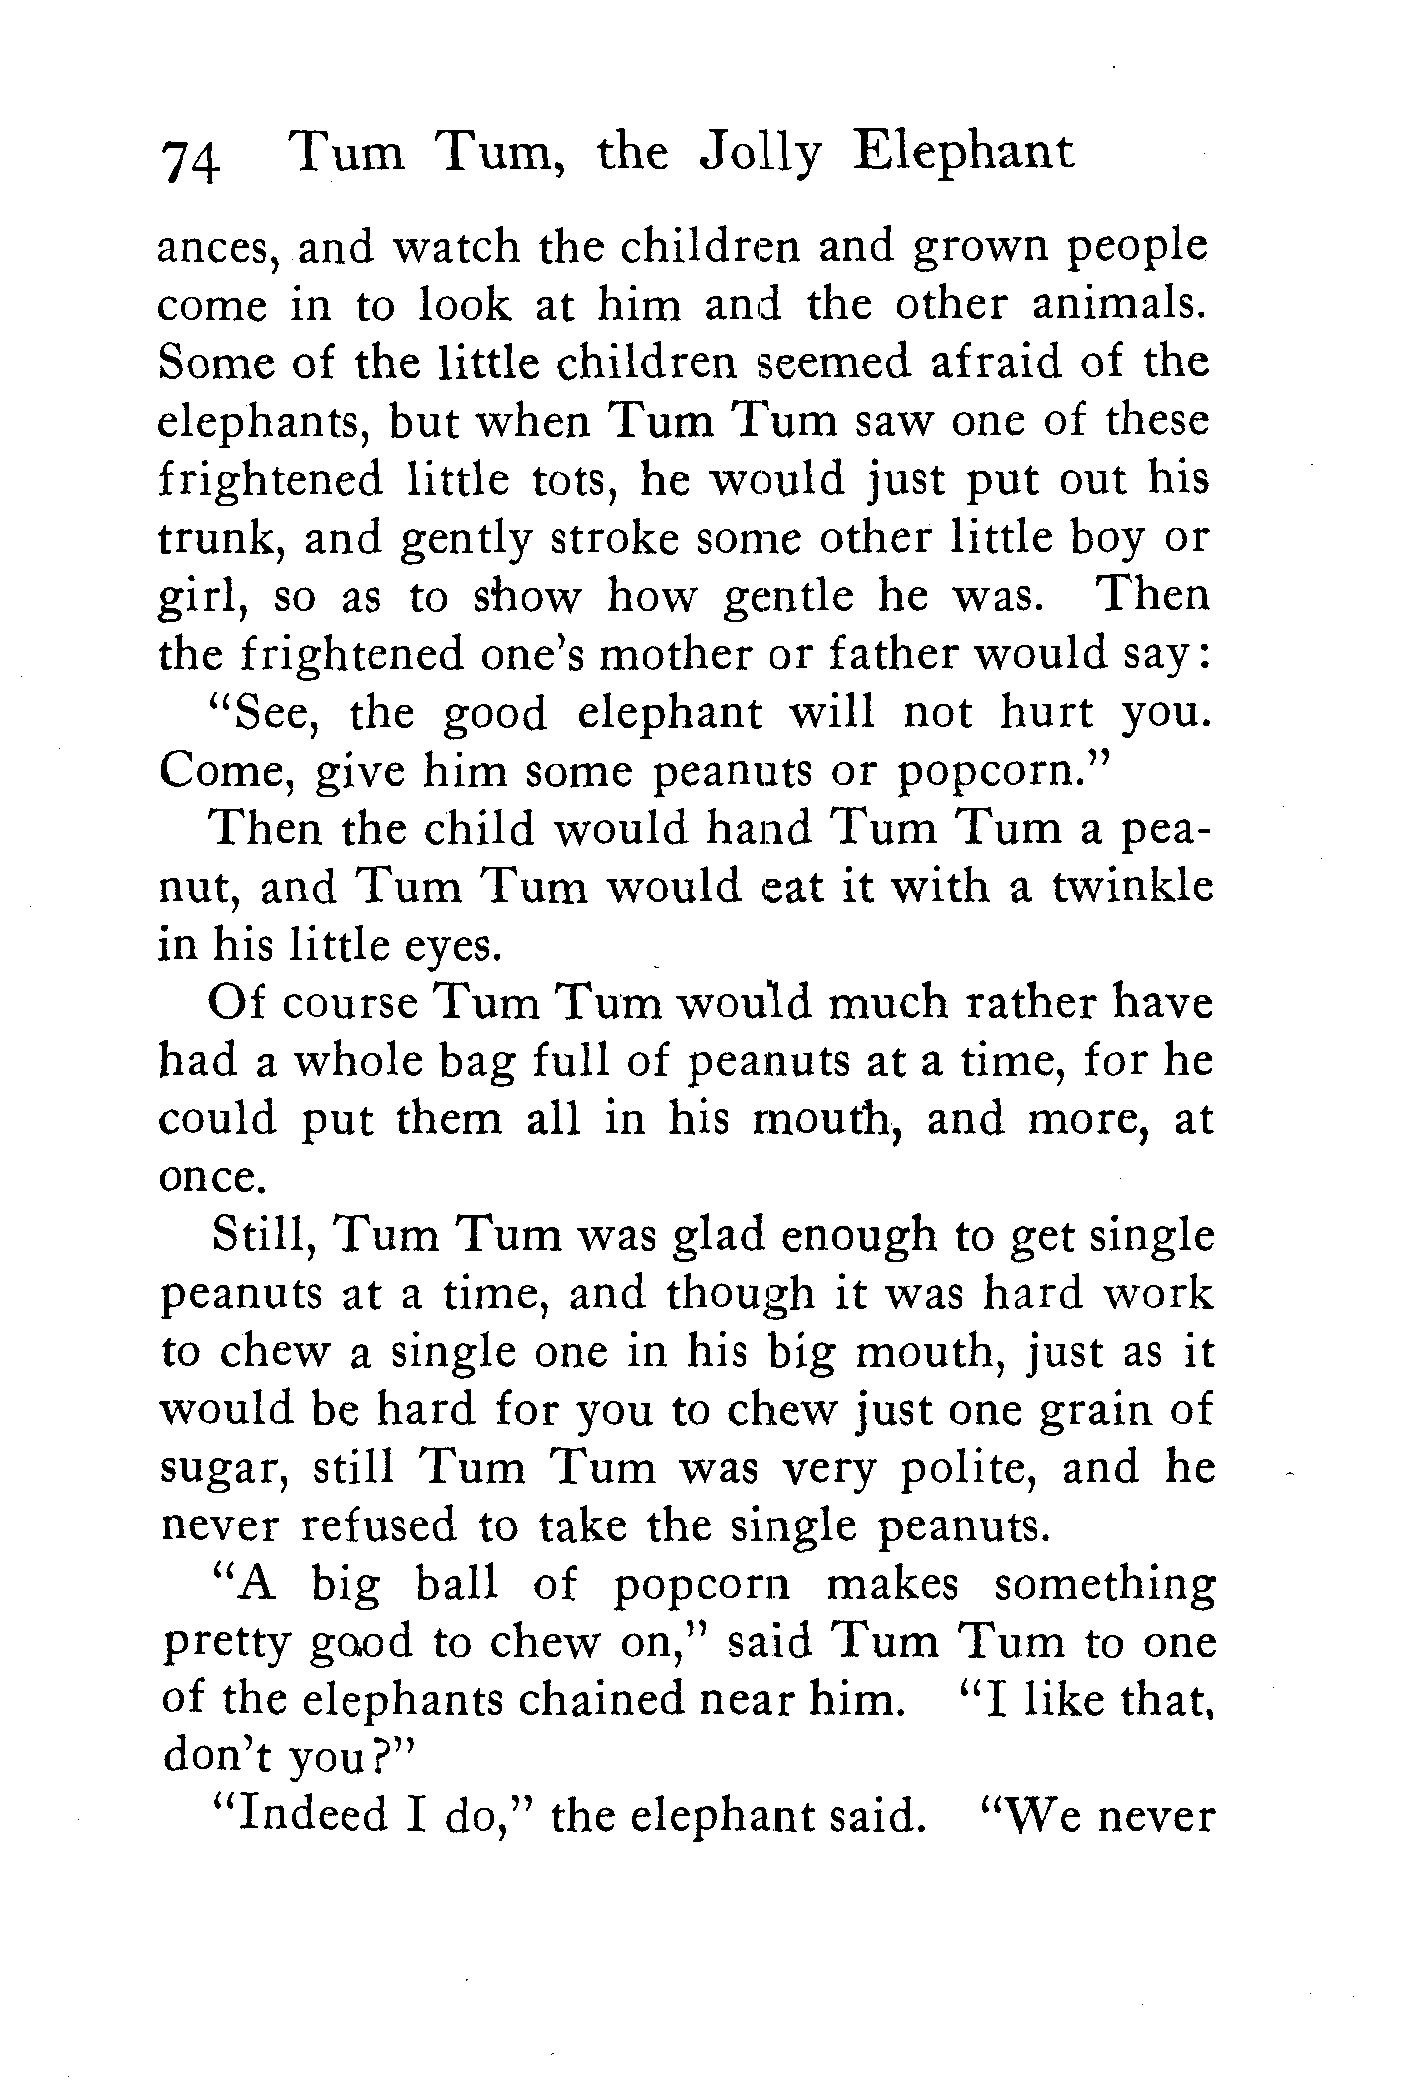 74 Tum Tum, the Jolly Elephant
ances, and watch the children and grown people
come in to look at him and the other animals.
Some of the little children seemed afraid of the
elephants, but when Tum Tum saw one of these
frightened little tots, he would just put out his
trunk, and gently stroke some other little boy or
girl, so as to show how gentle he was. Then
the frightened one's mother or father would say:
"See, the good elephant will not hurt you.
Come, give him some peanuts or popcorn."
Then the child would hand Tum Tum a pea-
nut, and Tum Tum would eat it with a twinkle
in his little eyes.
Of course Tum Tum would much rather have
had a whole bag full of peanuts at a time, for he
could put them all in his mouth, and more, at
once.
Still, Tum Tum was glad enough to get single
peanuts at a time, and though it was hard work
to chew a single one in his big mouth, just as it
would be hard for you to chew just one grain of
sugar, still Tum Tum was very polite, and he
never refused to take the single peanuts.
"A big ball of popcorn makes something
pretty good to chew on," said Tum Tum to one
of the elephants chained near him. "I like that,
don't you?"
"Indeed I do," the elephant said. "We never